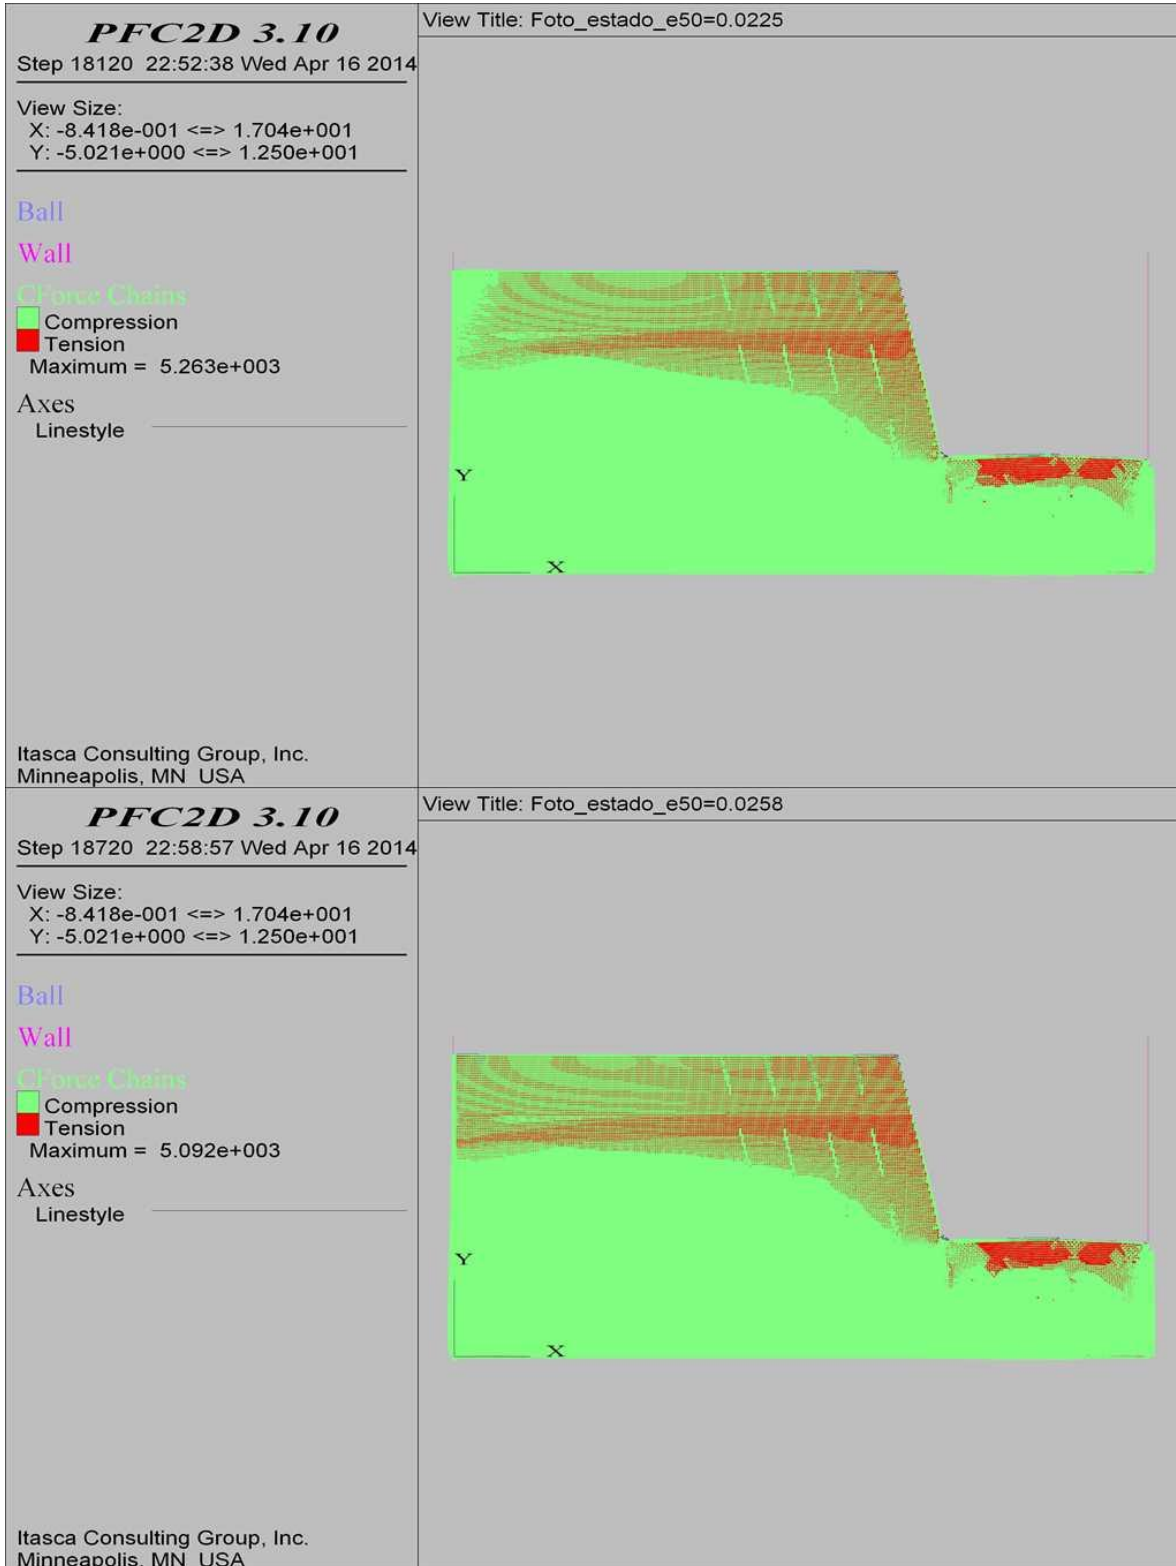 PFC2D 3.10
Step 18120  22:52:38 Wed Apr 16 2014
View Size:
X: -8.418e-001 <=> 1.704e+001
Y: -5.021e+000 <=> 1.250e+001
Ball
Wall
CForce Chains
Compression
Tension
Maximum =  5.263e+003
Axes
Linestyle
Itasca Consulting Group, Inc.
Minneapolis, MN  USA
View Title: Foto_estado_e50=0.0225
Y
X
PFC2D 3.10
Step 18720  22:58:57 Wed Apr 16 2014
View Size:
X: -8.418e-001 <=> 1.704e+001
Y: -5.021e+000 <=> 1.250e+001
Ball
Wall
CForce Chains
Compression
Tension
Maximum =  5.092e+003
Axes
Linestyle
Itasca Consulting Group, Inc.
Minneapolis, MN  USA
View Title: Foto_estado_e50=0.0258
Y
X